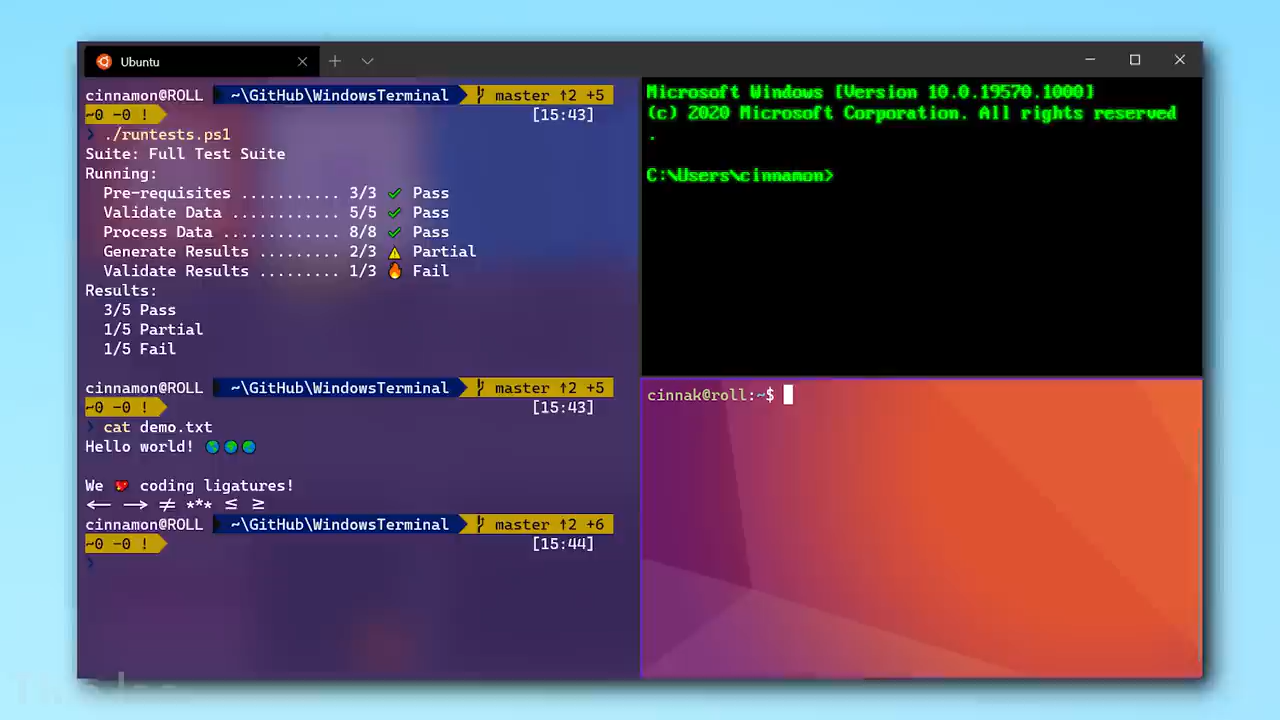 Ubuntu
cinnamon@ROLL ~\GitHub\WindowsTerminal master ↑2 +5
~0 -0 ! [15:43]
❯ ./runtests.ps1
Suite: Full Test Suite
Running:
Pre-requisites ........... 3/3 ✔ Pass
Validate Data ............ 5/5 ✔ Pass
Process Data ............. 8/8 ✔ Pass
Generate Results ......... 2/3 ⚠ Partial
Validate Results ......... 1/3 🔥 Fail
Results:
3/5 Pass
1/5 Partial
1/5 Fail
cinnamon@ROLL ~\GitHub\WindowsTerminal master ↑2 +5
~0 -0 ! [15:43]
❯ cat demo.txt
Hello world! 🌎🌍🌏
We 💖 coding ligatures!
⟵ ⟶ ≠ *** ≤ ≥
cinnamon@ROLL ~\GitHub\WindowsTerminal master ↑2 +6
~0 -0 ! [15:44]
❯
Microsoft Windows [Version 10.0.19570.1000]
(c) 2020 Microsoft Corporation. All rights reserved
.
C:\Users\cinnamon>
cinnak@roll:~$